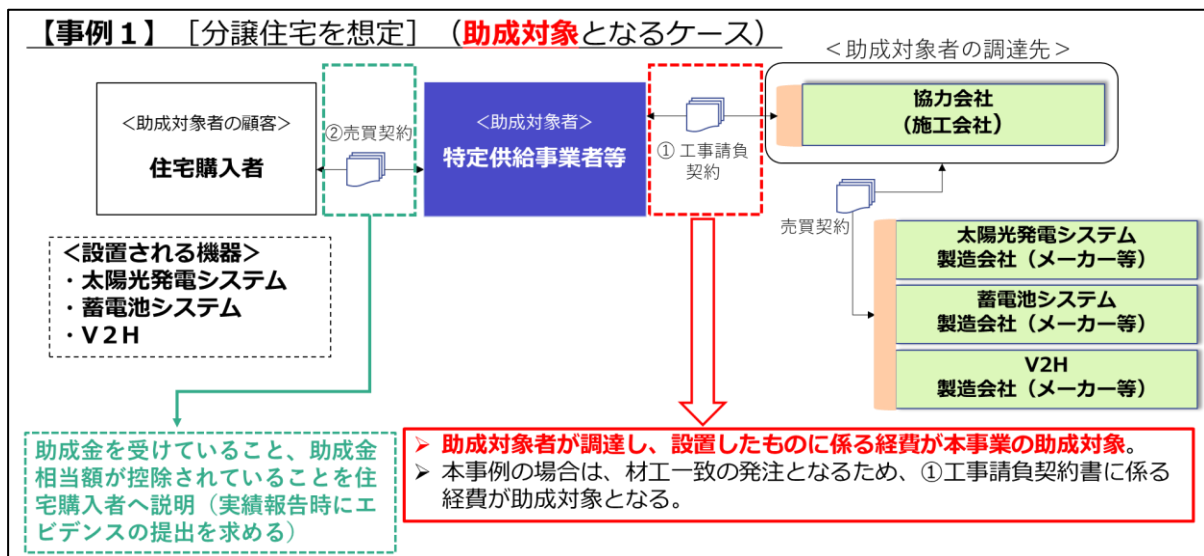 【事例１】［分譲住宅を想定］（助成対象となるケース）
＜助成対象者の調達先＞
＜助成対象者の顧客＞
住宅購入者
②売買契約
＜助成対象者＞
特定供給事業者等
① 工事請負
契約
協力会社
（施工会社）
売買契約
太陽光発電システム
製造会社（メーカー等）
蓄電池システム
製造会社（メーカー等）
V2H
製造会社（メーカー等）
＜設置される機器＞
・太陽光発電システム
・蓄電池システム
・V２H
助成金を受けていること、助成金
相当額が控除されていることを住
宅購入者へ説明（実績報告時にエ
ビデンスの提出を求める）
➢ 助成対象者が調達し、設置したものに係る経費が本事業の助成対象。
➢ 本事例の場合は、材工一致の発注となるため、①工事請負契約書に係る
経費が助成対象となる。